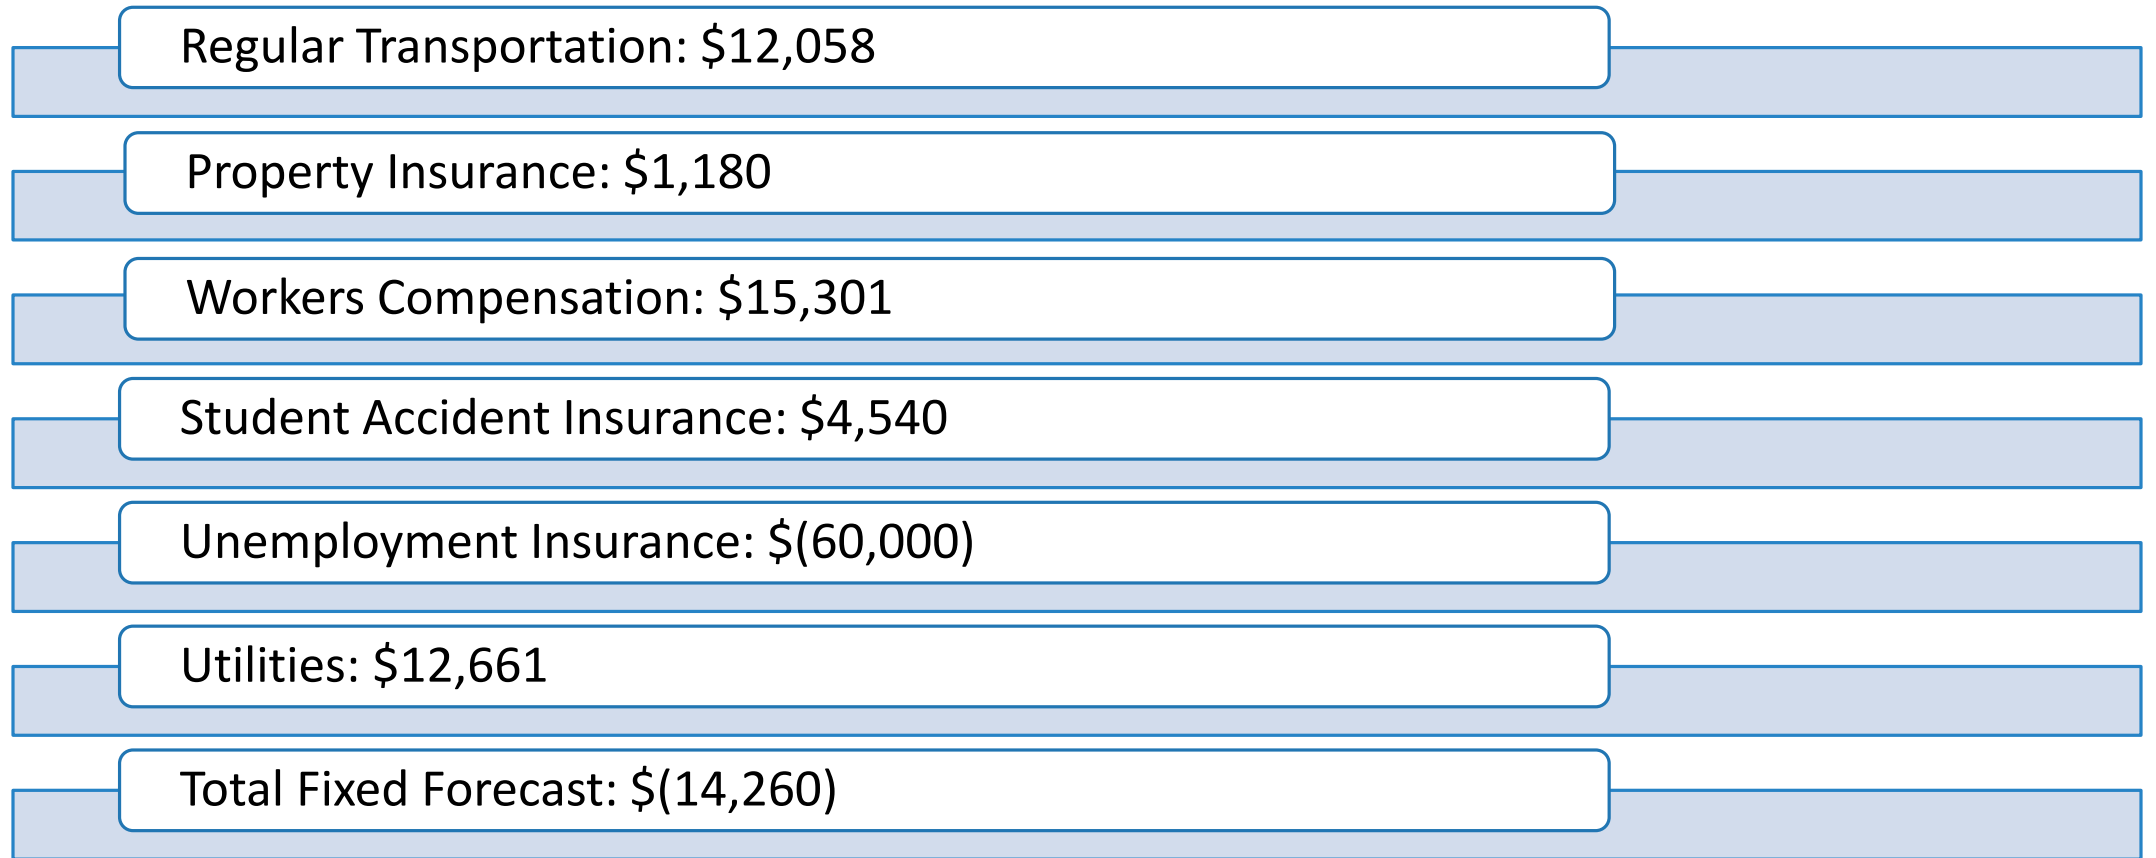 Regular Transportation: $12,058
Property Insurance: $1,180
Workers Compensation: $15,301
Student Accident Insurance: $4,540
Unemployment Insurance: $(60,000)
Utilities: $12,661
Total Fixed Forecast: $(14,260)